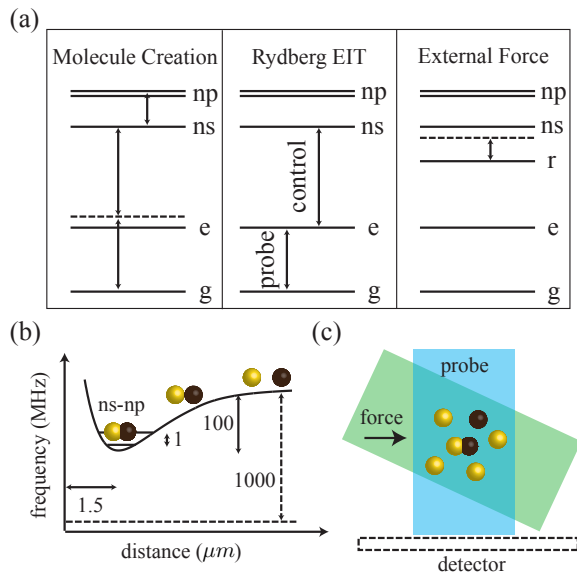 (a)
Molecule Creation
Rydberg EIT
External Force
np
ns
e
g
np
ns
control
e
probe
g
np
ns
r
e
g
(b)
frequency (MHz)
ns-np
1
100
1000
1.5
distance (μm)
(c)
probe
force
detector